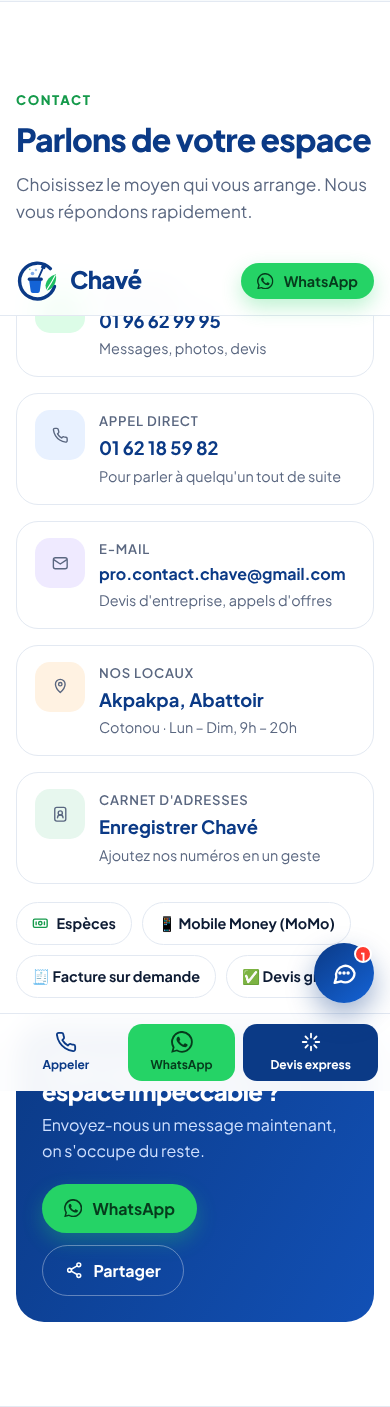 CONTACT
Parlons de votre espace
Choisissez le moyen qui vous arrange. Nous
vous répondons rapidement.
Chavé
WhatsApp
01 96 62 99 95
Messages, photos, devis
APPEL DIRECT
01 62 18 59 82
Pour parler à quelqu'un tout de suite
E-MAIL
pro.contact.chave@gmail.com
Devis d'entreprise, appels d'offres
NOS LOCAUX
Akpakpa, Abattoir
Cotonou · Lun – Dim, 9h – 20h
CARNET D'ADRESSES
Enregistrer Chavé
Ajoutez nos numéros en un geste
Espèces
📱 Mobile Money (MoMo)
🧾 Facture sur demande
✅ Devis
1
Appeler
WhatsApp
Devis express
espace impeccable ?
Envoyez-nous un message maintenant,
on s'occupe du reste.
WhatsApp
Partager